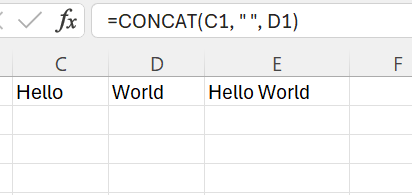 fx =CONCAT(C1, " ", D1)
C D E F
Hello World Hello World